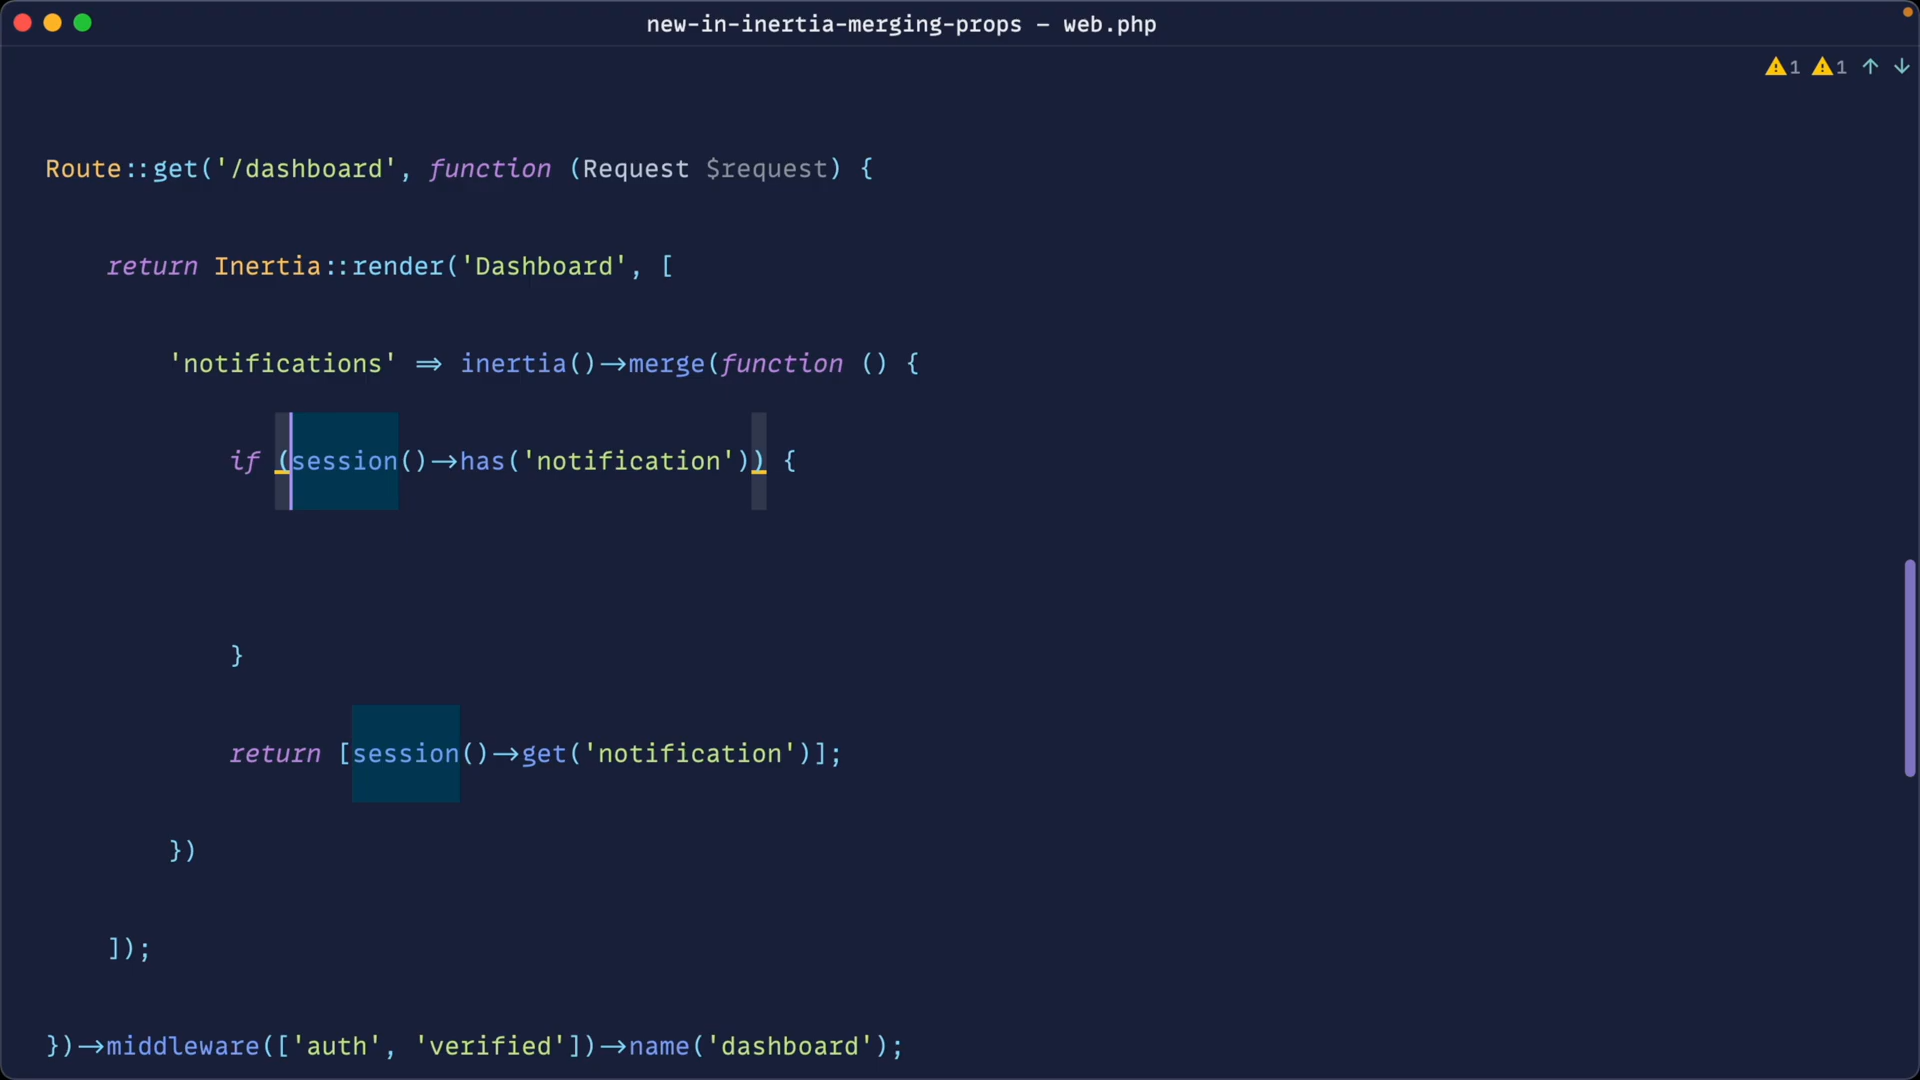 new-in-inertia-merging-props – web.php
1 1
Route::get('/dashboard', function (Request $request) {
return Inertia::render('Dashboard', [
'notifications' => inertia()->merge(function () {
if (session()->has('notification')) {
}
return [session()->get('notification')];
})
]);
})->middleware(['auth', 'verified'])->name('dashboard');